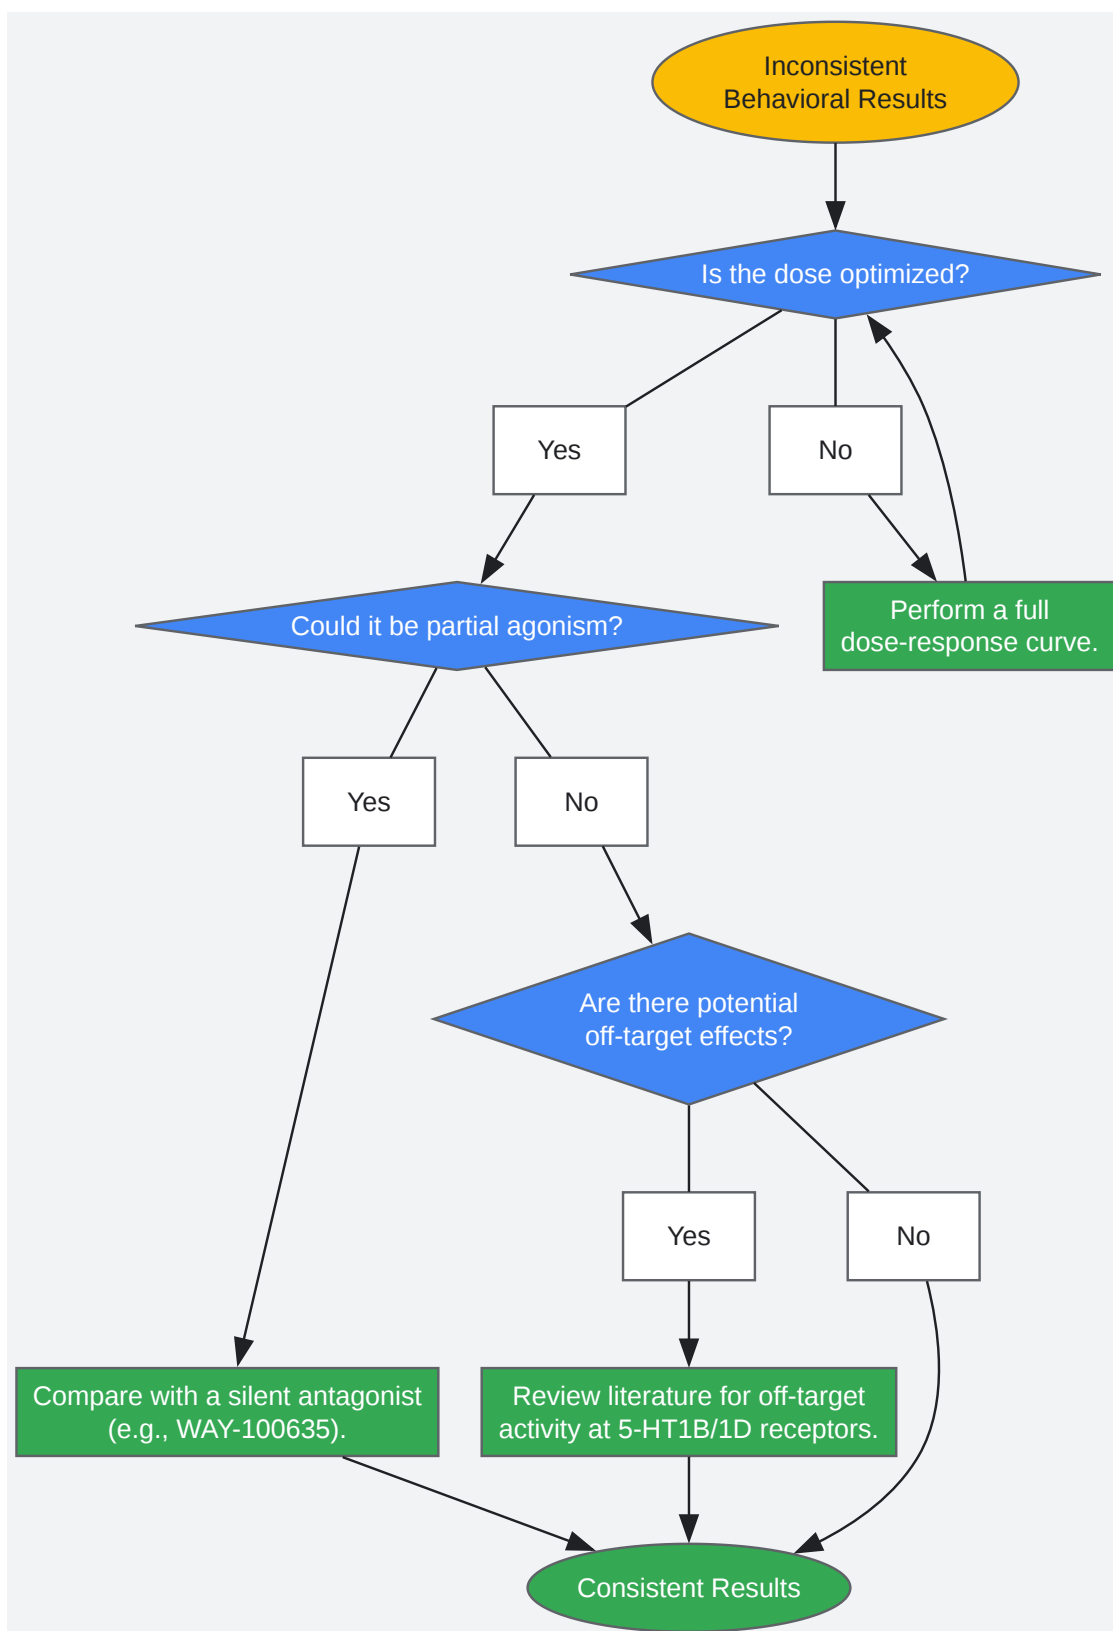 Inconsistent
Behavioral Results
Is the dose optimized?
Yes
No
Perform a full
dose-response curve.
Could it be partial agonism?
Yes
No
Are there potential
off-target effects?
Yes
No
Compare with a silent antagonist
(e.g., WAY-100635).
Review literature for off-target
activity at 5-HT1B/1D receptors.
Consistent Results